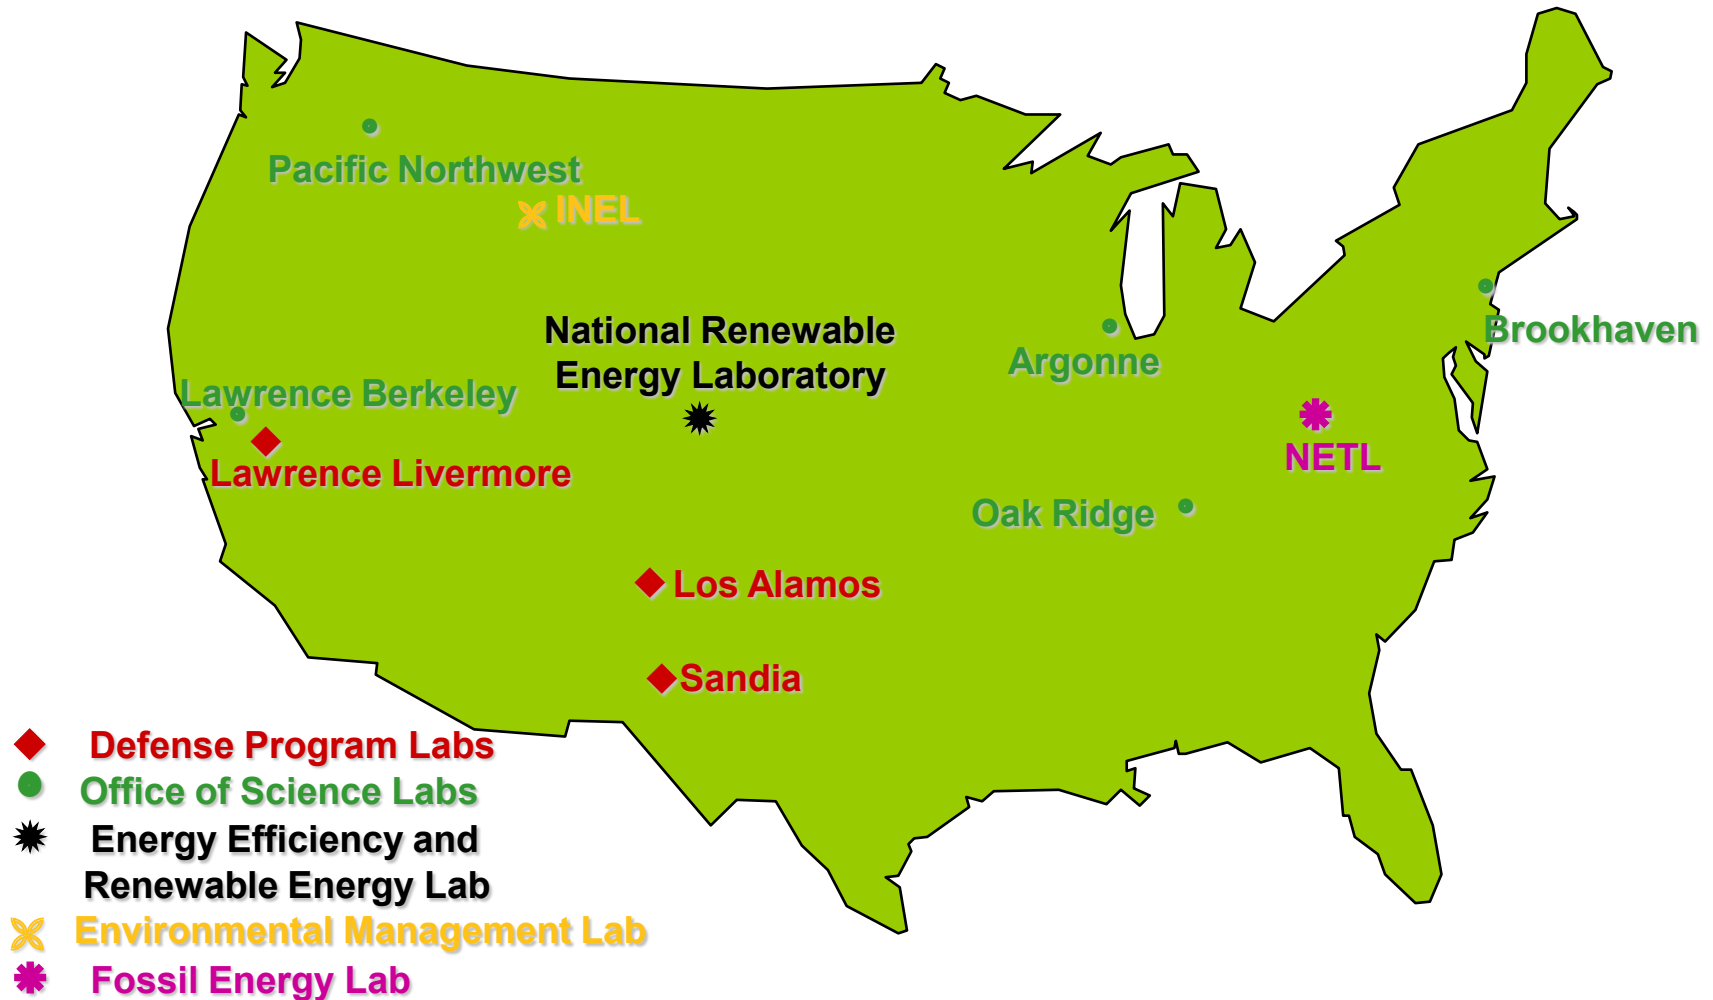 Pacific Northwest
INEL
National Renewable
Energy Laboratory
Argonne
Brookhaven
Lawrence Berkeley
Lawrence Livermore
NETL
Oak Ridge
Los Alamos
Sandia
Defense Program Labs
Office of Science Labs
Energy Efficiency and
Renewable Energy Lab
Environmental Management Lab
Fossil Energy Lab